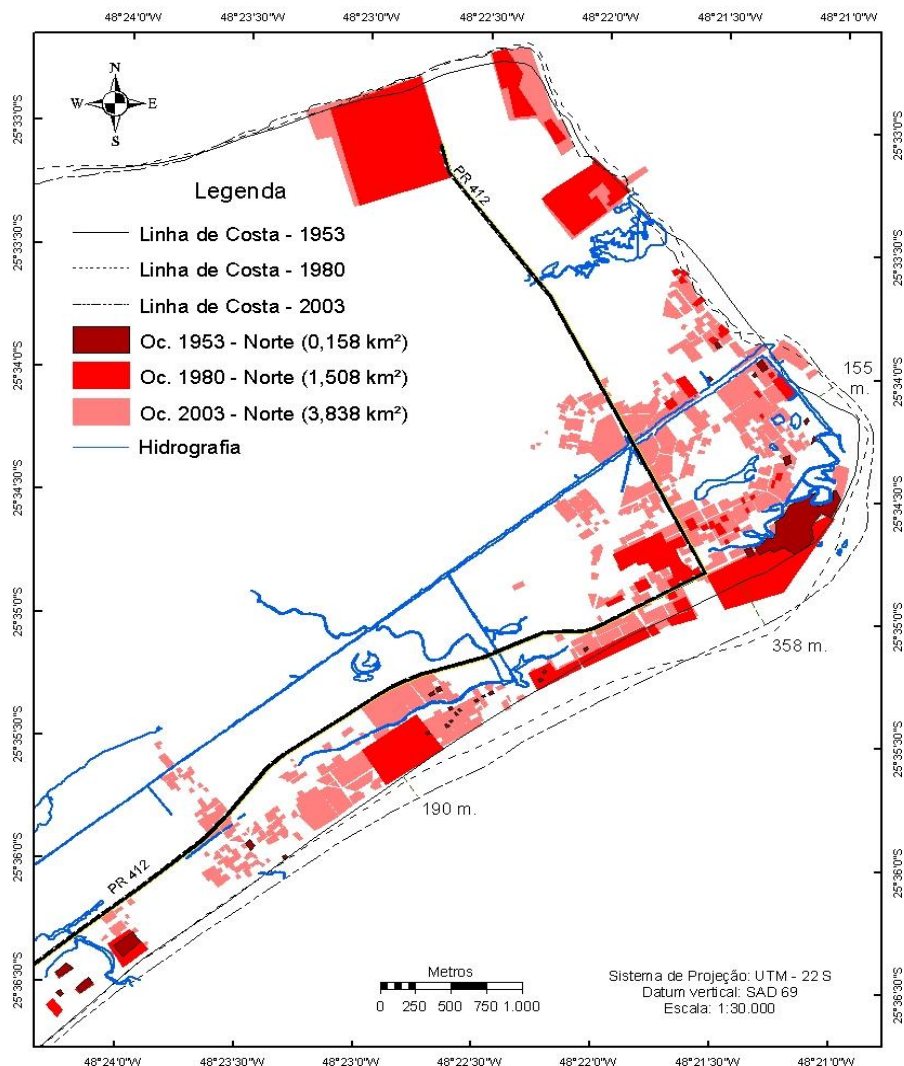 48°24'0"W 48°23'30"W 48°23'0"W 48°22'30"W 48°22'0"W 48°21'30"W 48°21'0"W
N
W E
S
25°33'0"S
25°33'0"S
PR 412
Legenda
Linha de Costa - 1953
Linha de Costa - 1980
Linha de Costa - 2003
Oc. 1953 - Norte (0,158 km²)
Oc. 1980 - Norte (1,508 km²)
Oc. 2003 - Norte (3,838 km²)
Hidrografia
25°33'30"S
25°33'30"S
25°34'0"S
25°34'0"S
155
m.
25°34'30"S
25°34'30"S
25°35'0"S
25°35'0"S
358 m.
25°35'30"S
25°35'30"S
190 m.
25°36'0"S
25°36'0"S
PR 412
25°36'30"S
25°36'30"S
Metros
0 250 500 750 1.000
Sistema de Projeção: UTM - 22 S
Datum vertical: SAD 69
Escala: 1:30.000
48°24'0"W 48°23'30"W 48°23'0"W 48°22'30"W 48°22'0"W 48°21'30"W 48°21'0"W